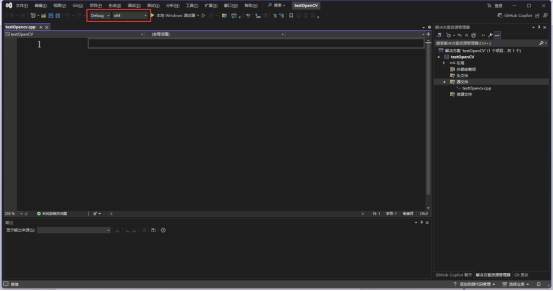 文件(F) 编辑(E) 视图(V) Git(G) 项目(P) 生成(B) 调试(D) 测试(S) 分析(N) 工具(T) 扩展(X) 窗口(W) 帮助(H) 搜索 testOpenCV 登录
Debug x64 本地 Windows 调试器 GitHub Copilot
testOpencv.cpp
testOpenCV (全局范围)
1
未找到相关问题 行: 1 字符: 1 CRLF
输出
显示输出来源(S):
解决方案资源管理器
搜索解决方案资源管理器(Ctrl+;)
解决方案 'testOpenCV' (1 个项目, 共 1 个)
testOpenCV
引用
外部依赖项
头文件
源文件
testOpencv.cpp
资源文件
GitHub Copilot 聊天 解决方案资源管理器 Git 更改
就绪 添加到源代码管理 选择仓库